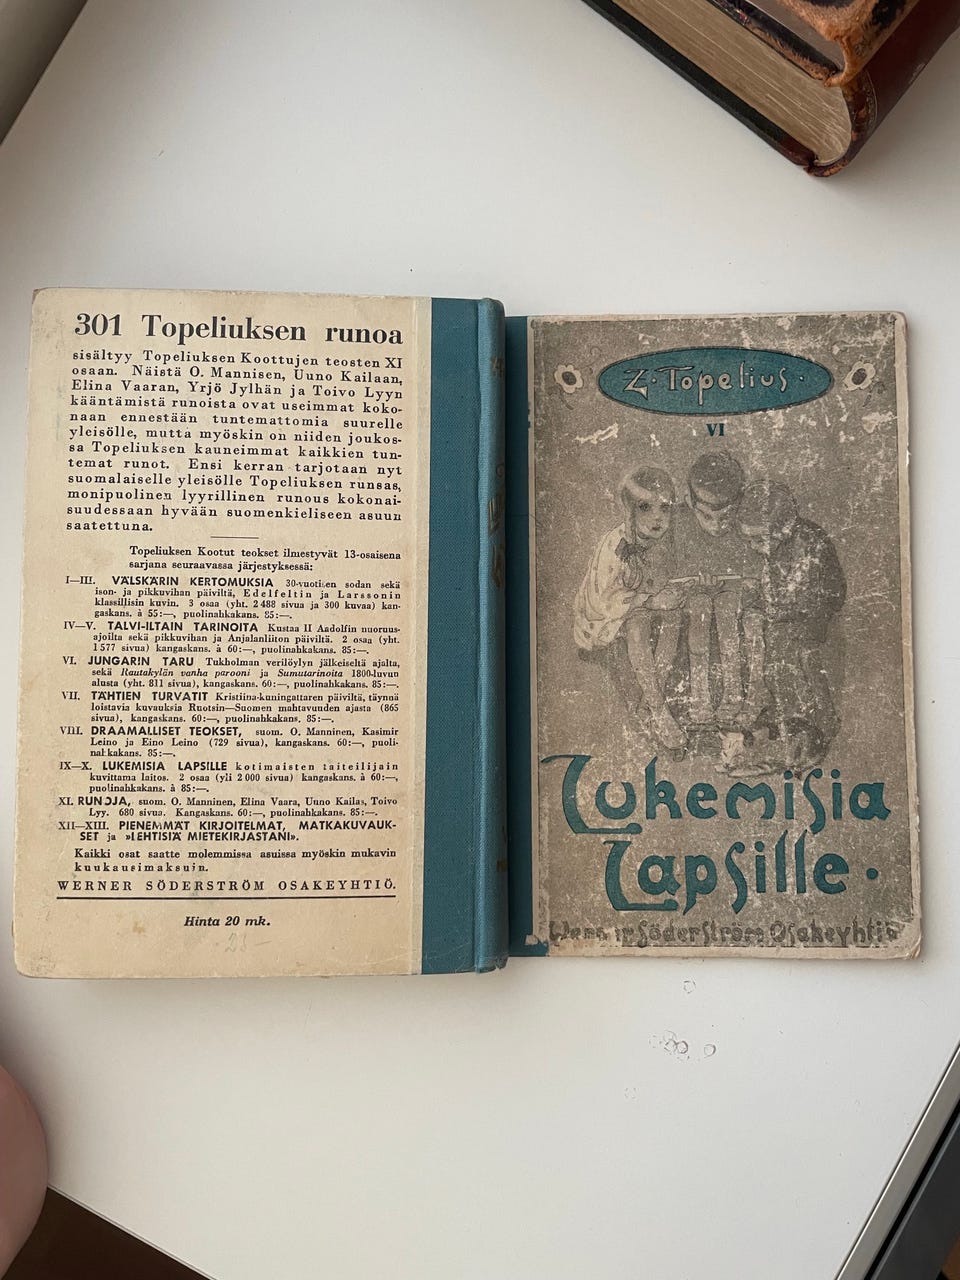 301 Topeliuksen runoa
sisältyy Topeliuksen Koottujen teosten XI
osaan. Näistä O. Mannisen, Uuno Kailaan,
Elina Vaaran, Yrjö Jylhän ja Toivo Lyyn
kääntämistä runoista ovat useimmat koko-
naan ennestään tuntemattomia suurelle
yleisölle, mutta myöskin on niiden joukos-
sa Topeliuksen kauneimmat kaikkien tun-
temat runot. Ensi kerran tarjotaan nyt
suomalaiselle yleisölle Topeliuksen runsas,
monipuolinen lyyrillinen runous kokonai-
suudessaan hyvään suomenkieliseen asuun
saatettuna.
Topeliuksen Kootut teokset ilmestyvät 13-osaisena
sarjana seuraavassa järjestyksessä:
I—III. VÄLSKÄRIN KERTOMUKSIA 30-vuotisen sodan sekä
ison- ja pikkuvihan päiviltä, Edelfeltin ja Larssonin
klassillisin kuvin. 3 osaa (yht. 2 488 sivua ja 300 kuvaa) kan-
gaskans. à 55:—, puolinahkakans. 85:—.
IV—V. TALVI-ILTAIN TARINOITA Kustaa II Aadolfin nuoruus-
ajoilta sekä pikkuvihan ja Anjalanliiton päiviltä. 2 osaa (yht.
1 577 sivua) kangaskans. à 60:—, puolinahkakans. 85:—.
VI. JUNGARIN TARU Tukholman verilöylyn jälkeiseltä ajalta,
sekä Rautakylän vanha parooni ja Sumutarinoita 1800-luvun
alusta (yht. 811 sivua), kangaskans. 60:—, puolinahkakans. 85:—.
VII. TÄHTIEN TURVATIT Kristiina-kuningattaren päiviltä, täynnä
loistavia kuvauksia Ruotsin—Suomen mahtavuuden ajasta (865
sivua), kangaskans. 60:—, puolinahkakans. 85:—.
VIII. DRAAMALLISET TEOKSET, suom. O. Manninen, Kasimir
Leino ja Eino Leino (729 sivua), kangaskans. 60:—, puoli-
nahkakans. 85:—.
IX—X. LUKEMISIA LAPSILLE kotimaisten taiteilijain
kuvittama laitos. 2 osaa (yli 2 000 sivua) kangaskans. à 60:—,
puolinahkakans. à 85:—.
XI. RUNOJA, suom. O. Manninen, Elina Vaara, Uuno Kailas, Toivo
Lyy. 680 sivua. Kangaskans. 60:—, puolinahkakans. 85:—.
XII—XIII. PIENEMMÄT KIRJOITELMAT, MATKAKUVAUK-
SET ja »LEHTISIÄ MIETEKIRJASTANI».
Kaikki osat saatte molemmissa asuissa myöskin mukavin
kuukausimaksuin.
WERNER SÖDERSTRÖM OSAKEYHTIÖ.
Hinta 20 mk.
Z. Topelius.
VI
Lukemisia
Lapsille.
Werner Söderström Osakeyhtiö